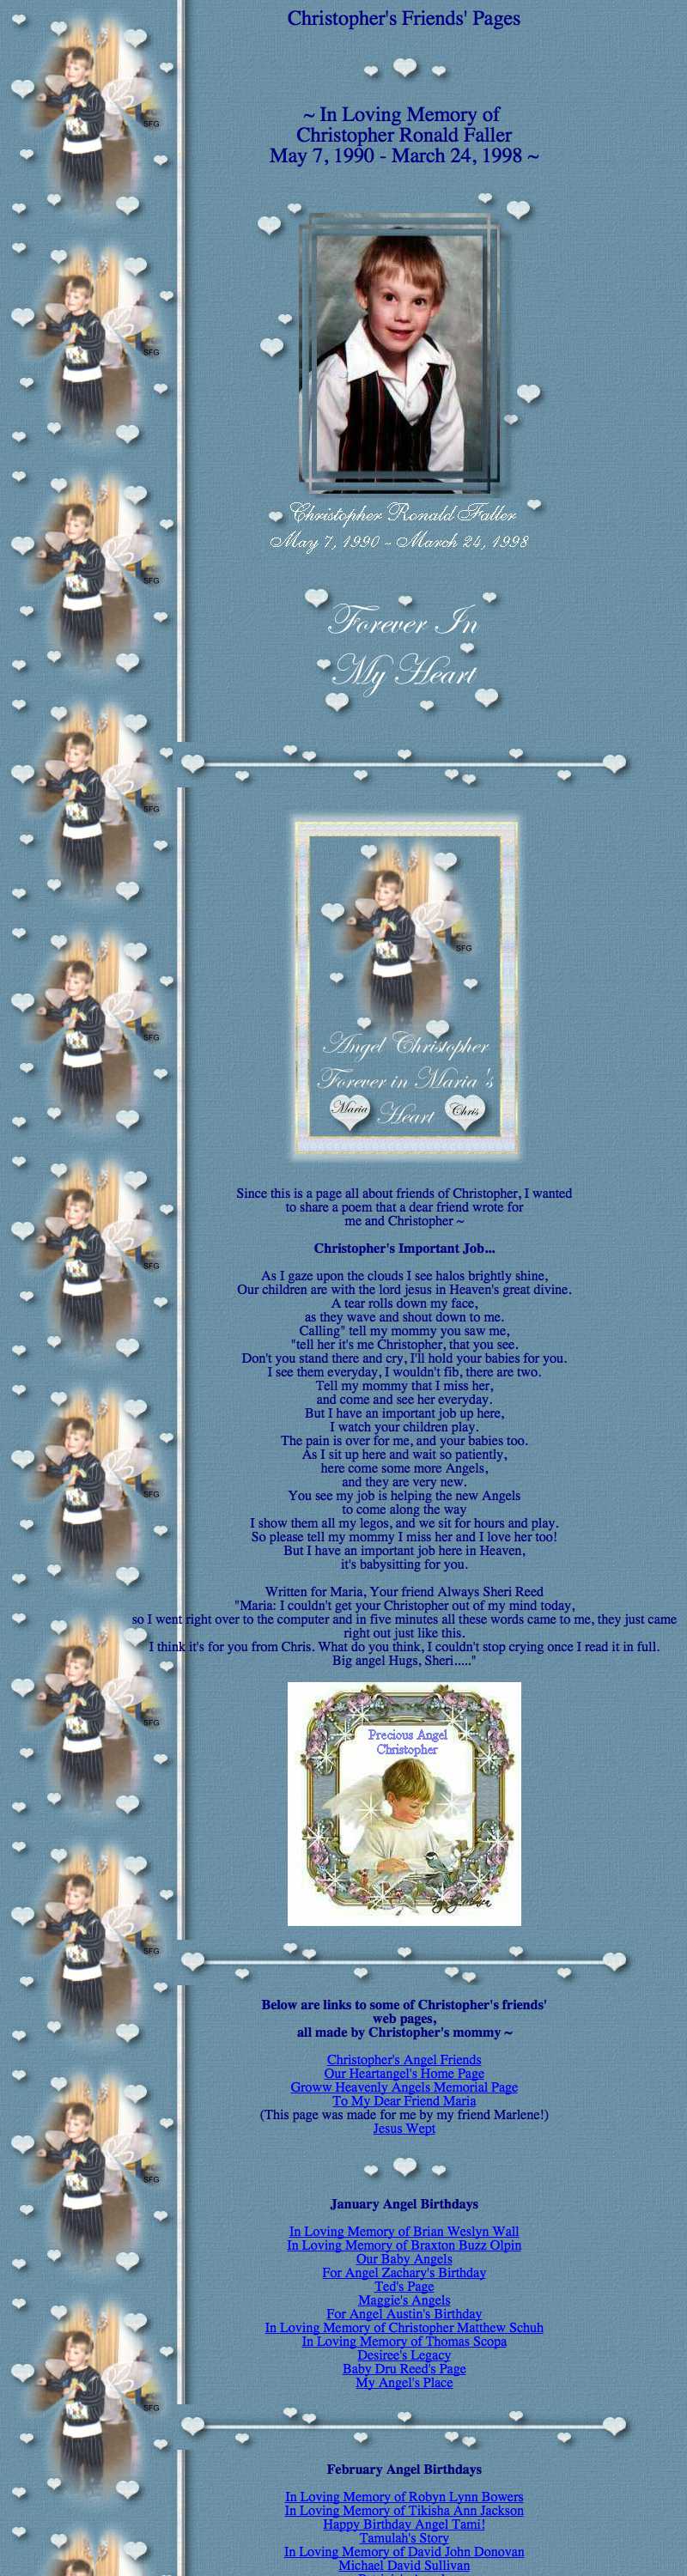 Christopher's Friends' Pages
~ In Loving Memory of
Christopher Ronald Faller
May 7, 1990 - March 24, 1998 ~
Christopher Ronald Faller
May 7, 1990 - March 24, 1998
Forever In
My Heart
SFG
SFG
SFG
SFG
SFG
SFG
SFG
SFG
SFG
SFG
SFG
SFG
Angel Christopher
Forever in Maria's
Maria Heart Chris
Since this is a page all about friends of Christopher, I wanted
to share a poem that a dear friend wrote for
me and Christopher ~
Christopher's Important Job...
As I gaze upon the clouds I see halos brightly shine,
Our children are with the lord jesus in Heaven's great divine.
A tear rolls down my face,
as they wave and shout down to me.
Calling" tell my mommy you saw me,
"tell her it's me Christopher, that you see.
Don't you stand there and cry, I'll hold your babies for you.
I see them everyday, I wouldn't fib, there are two.
Tell my mommy that I miss her,
and come and see her everyday.
But I have an important job up here,
I watch your children play.
The pain is over for me, and your babies too.
As I sit up here and wait so patiently,
here come some more Angels,
and they are very new.
You see my job is helping the new Angels
to come along the way
I show them all my legos, and we sit for hours and play.
So please tell my mommy I miss her and I love her too!
But I have an important job here in Heaven,
it's babysitting for you.
Written for Maria, Your friend Always Sheri Reed
"Maria: I couldn't get your Christopher out of my mind today,
so I went right over to the computer and in five minutes all these words came to me, they just came
right out just like this.
I think it's for you from Chris. What do you think, I couldn't stop crying once I read it in full.
Big angel Hugs, Sheri....."
Precious Angel
Christopher
Below are links to some of Christopher's friends'
web pages,
all made by Christopher's mommy ~
Christopher's Angel Friends
Our Heartangel's Home Page
Groww Heavenly Angels Memorial Page
To My Dear Friend Maria
(This page was made for me by my friend Marlene!)
Jesus Wept
January Angel Birthdays
In Loving Memory of Brian Weslyn Wall
In Loving Memory of Braxton Buzz Olpin
Our Baby Angels
For Angel Zachary's Birthday
Ted's Page
Maggie's Angels
For Angel Austin's Birthday
In Loving Memory of Christopher Matthew Schuh
In Loving Memory of Thomas Scopa
Desiree's Legacy
Baby Dru Reed's Page
My Angel's Place
February Angel Birthdays
In Loving Memory of Robyn Lynn Bowers
In Loving Memory of Tikisha Ann Jackson
Happy Birthday Angel Tami!
Tamulah's Story
In Loving Memory of David John Donovan
Michael David Sullivan